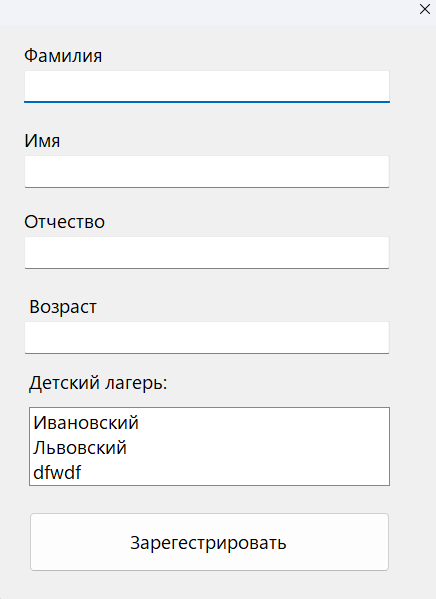 Фамилия
Имя
Отчество
Возраст
Детский лагерь:
Ивановский
Львовский
dfwdf
Зарегестрировать